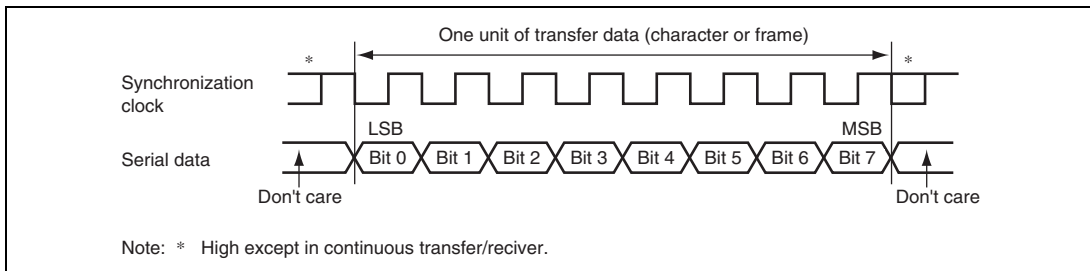 One unit of transfer data (character or frame)
*
*
Synchronization
clock
LSB
MSB
Serial data
Bit 0
Bit 1
Bit 2
Bit 3
Bit 4
Bit 5
Bit 6
Bit 7
Don't care
Don't care
Note: * High except in continuous transfer/reciver.